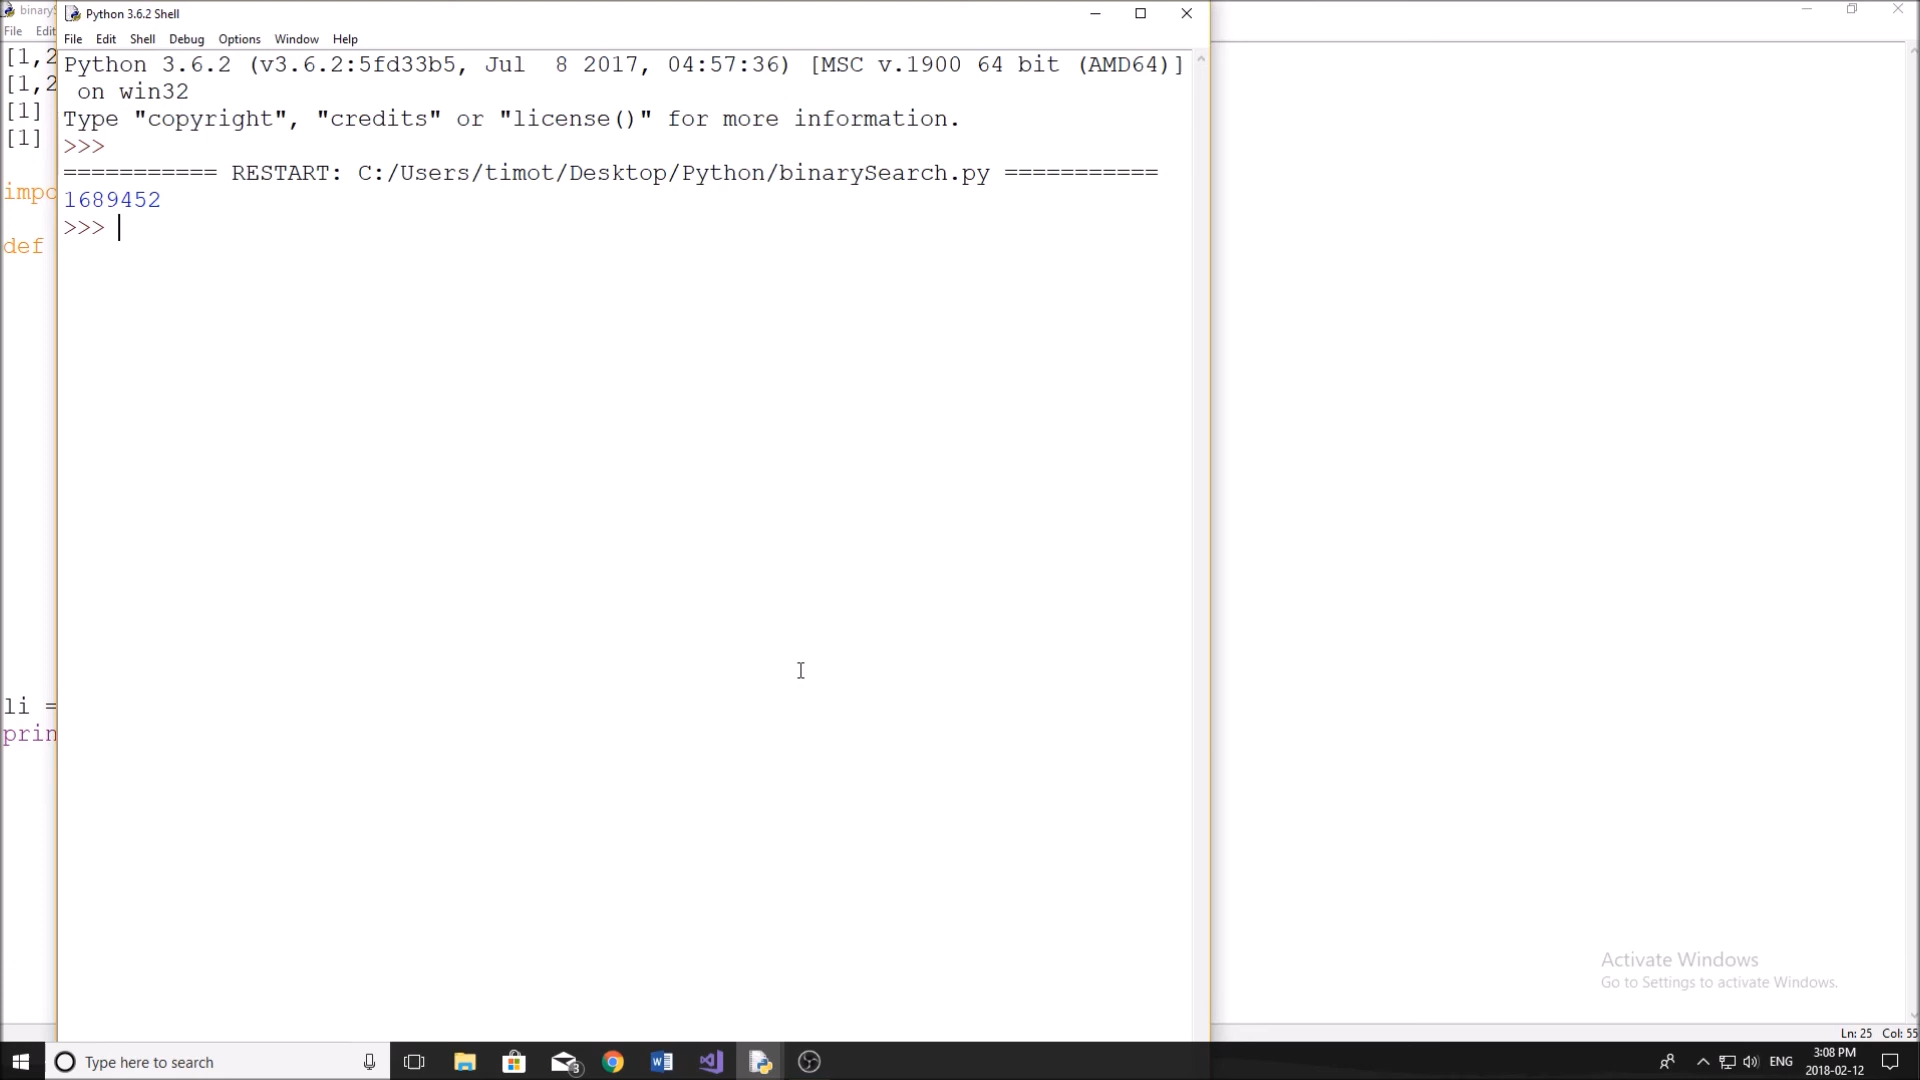 binaryS
Python 3.6.2 Shell
File Edit
File Edit Shell Debug Options Window Help
[1,2
[1,2
[1]
[1]
impo
def
li =
prin
Python 3.6.2 (v3.6.2:5fd33b5, Jul  8 2017, 04:57:36) [MSC v.1900 64 bit (AMD64)]
on win32
Type "copyright", "credits" or "license()" for more information.
>>>
=========== RESTART: C:/Users/timot/Desktop/Python/binarySearch.py ===========
1689452
>>>
Activate Windows
Go to Settings to activate Windows.
Ln: 25 Col: 55
Type here to search
3
ENG
3:08 PM
2018-02-12